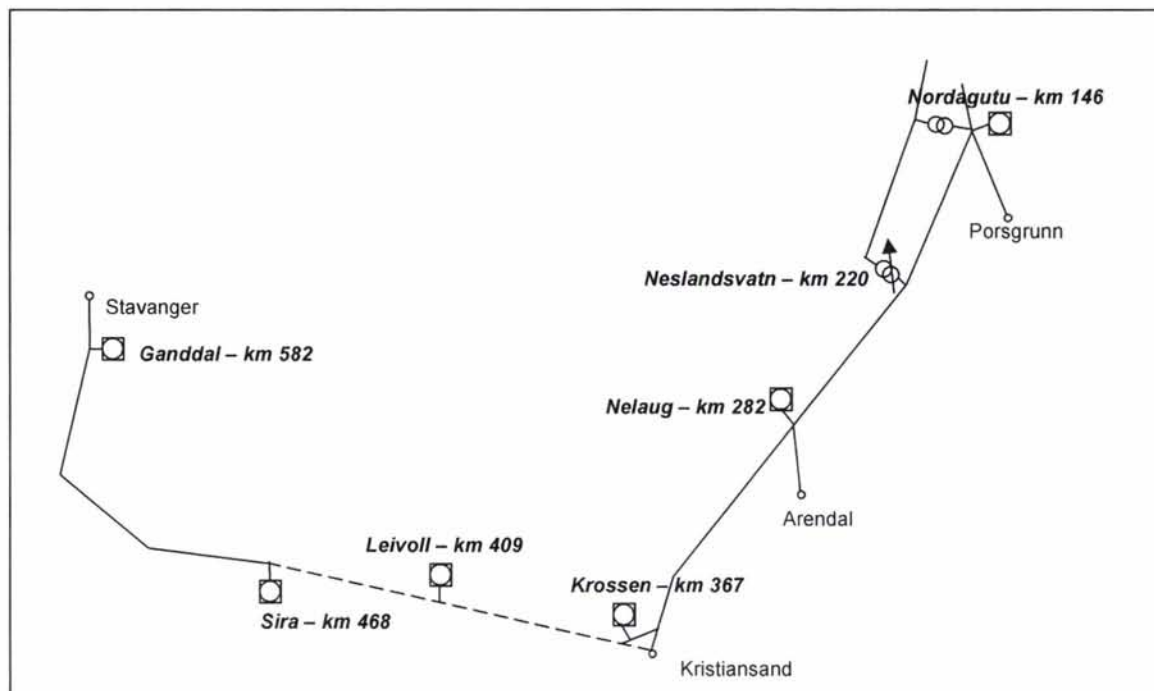 Nordagutu – km 146
Porsgrunn
Neslandsvatn – km 220
Stavanger
Ganddal – km 582
Nelaug – km 282
Arendal
Leivoll – km 409
Krossen – km 367
Sira – km 468
Kristiansand